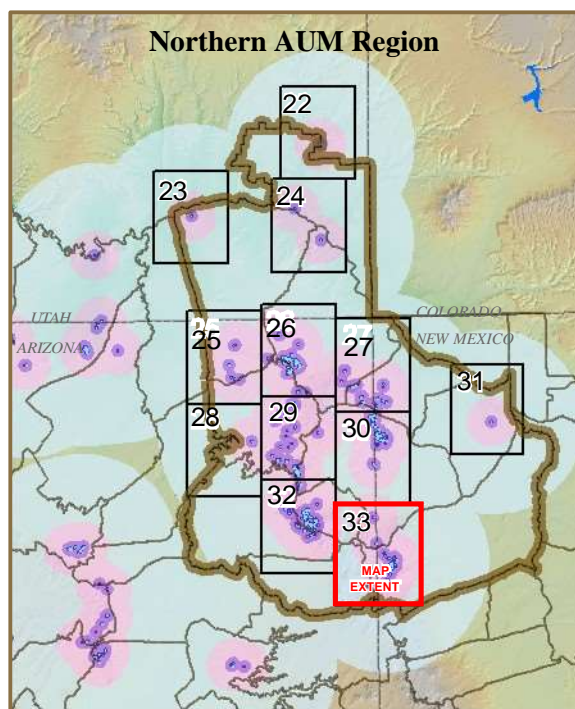 Northern AUM Region
22
23
24
UTAH
ARIZONA
COLORADO
NEW MEXICO
25
26
27
31
28
29
30
32
33
MAP
EXTENT